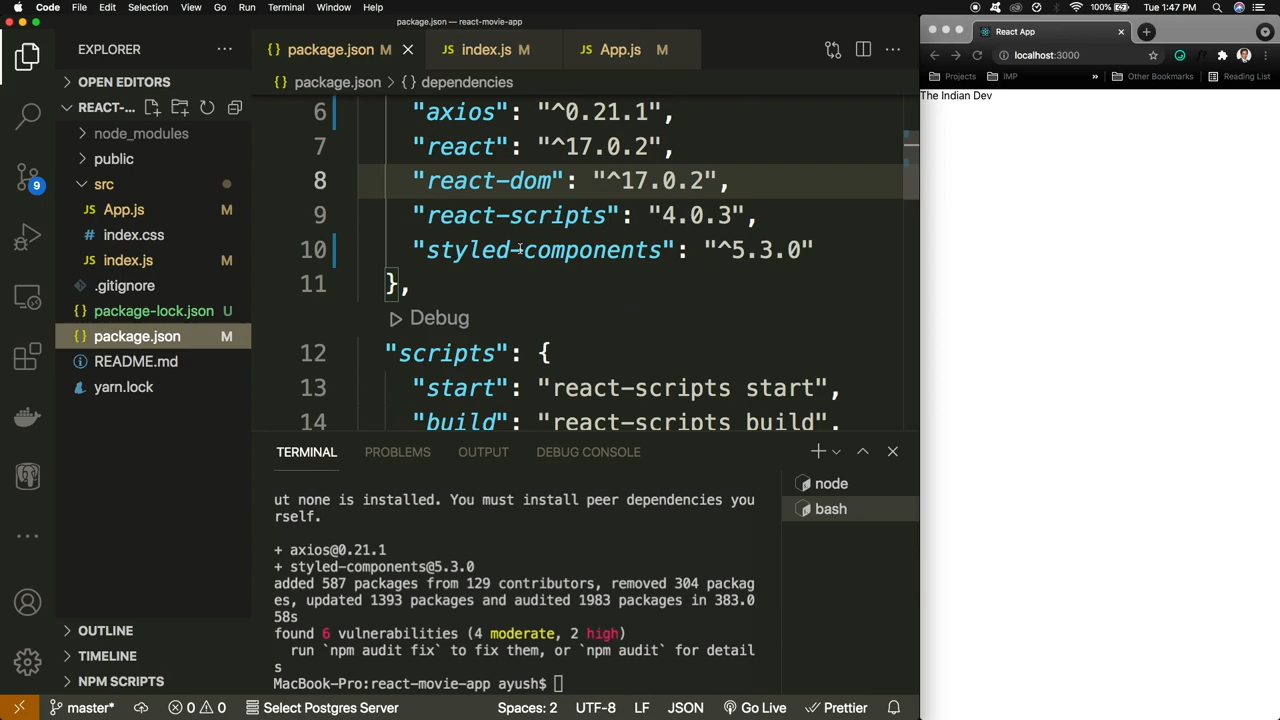 Code File Edit Selection View Go Run Terminal Window Help 100% Tue 1:47 PM
package.json — react-movie-app
EXPLORER
OPEN EDITORS
REACT-...
node_modules
public
src
JS App.js M
# index.css
JS index.js M
.gitignore
{} package-lock.json U
{} package.json M
README.md
yarn.lock
OUTLINE
TIMELINE
NPM SCRIPTS
9
{} package.json M JS index.js M JS App.js M
{} package.json > {} dependencies
6 "axios": "^0.21.1",
7 "react": "^17.0.2",
8 "react-dom": "^17.0.2",
9 "react-scripts": "4.0.3",
10 "styled-components": "^5.3.0"
11 },
Debug
12 "scripts": {
13 "start": "react-scripts start",
14 "build": "react-scripts build",
TERMINAL PROBLEMS OUTPUT DEBUG CONSOLE
ut none is installed. You must install peer dependencies you
rself.
+ axios@0.21.1
+ styled-components@5.3.0
added 587 packages from 129 contributors, removed 304 packag
es, updated 1393 packages and audited 1983 packages in 383.0
58s
found 6 vulnerabilities (4 moderate, 2 high)
run `npm audit fix` to fix them, or `npm audit` for detail
s
MacBook-Pro:react-movie-app ayush$
node
bash
master* 0 0 Select Postgres Server Spaces: 2 UTF-8 LF JSON Go Live Prettier
React App
localhost:3000
Projects IMP » Other Bookmarks Reading List
The Indian Dev